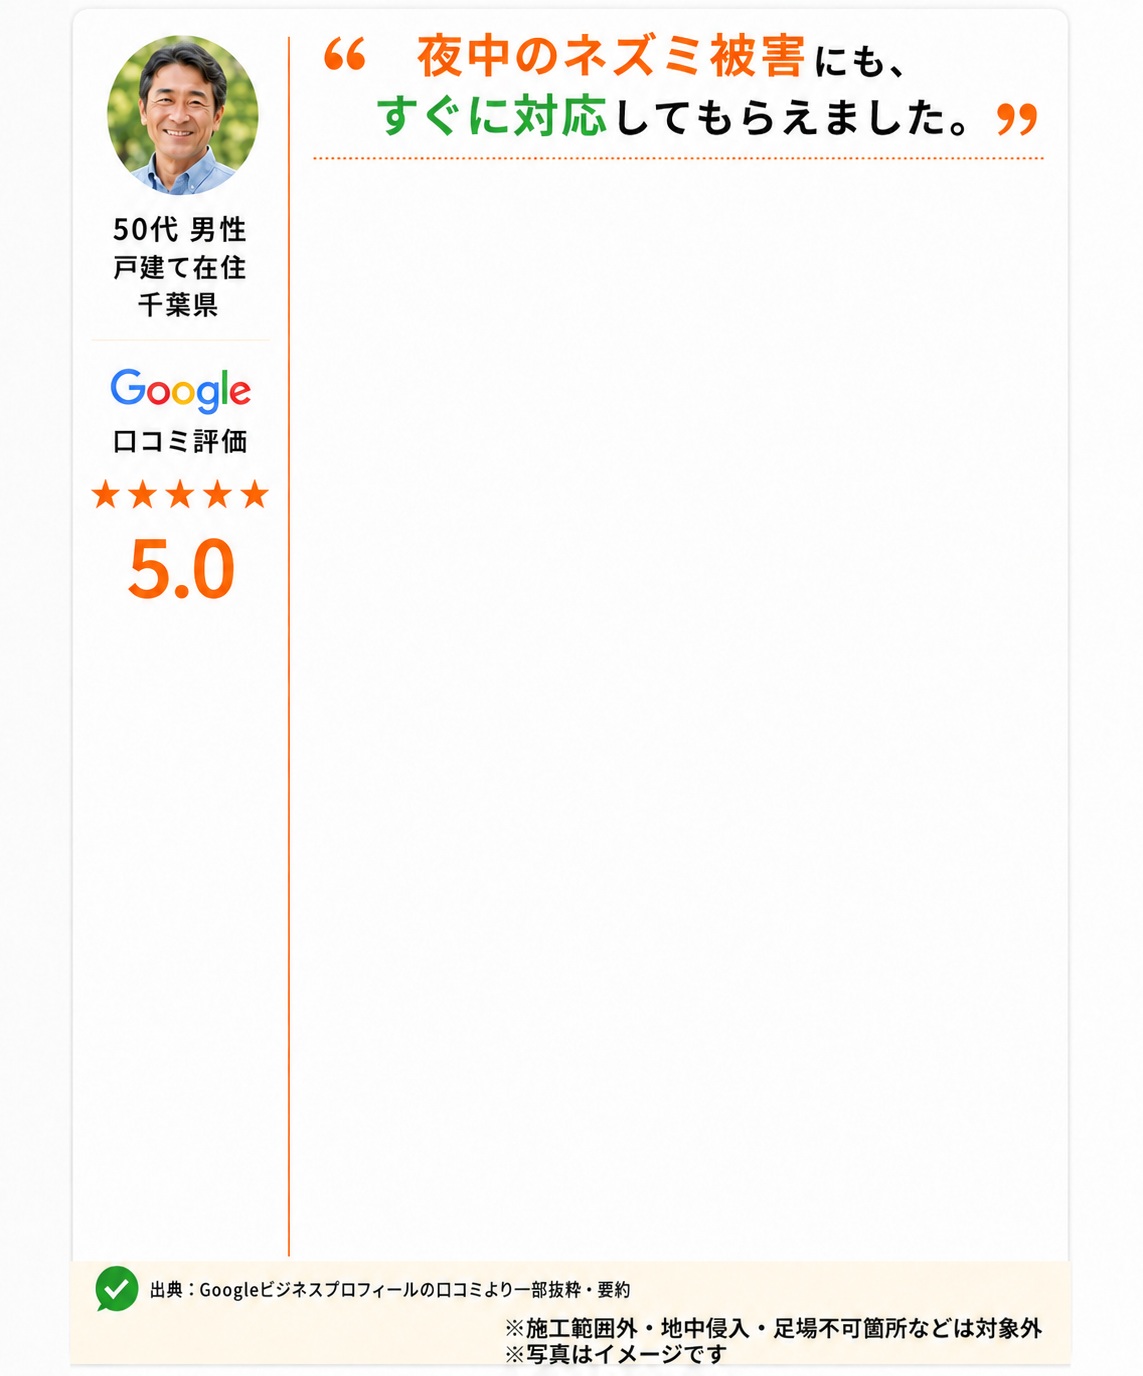 50代 男性
戸建て在住
千葉県
Google
口コミ評価
★★★★★
5.0
“ 夜中のネズミ被害にも、
すぐに対応してもらえました。 ”
出典：Googleビジネスプロフィールの口コミより一部抜粋・要約
※施工範囲外・地中侵入・足場不可箇所などは対象外
※写真はイメージです